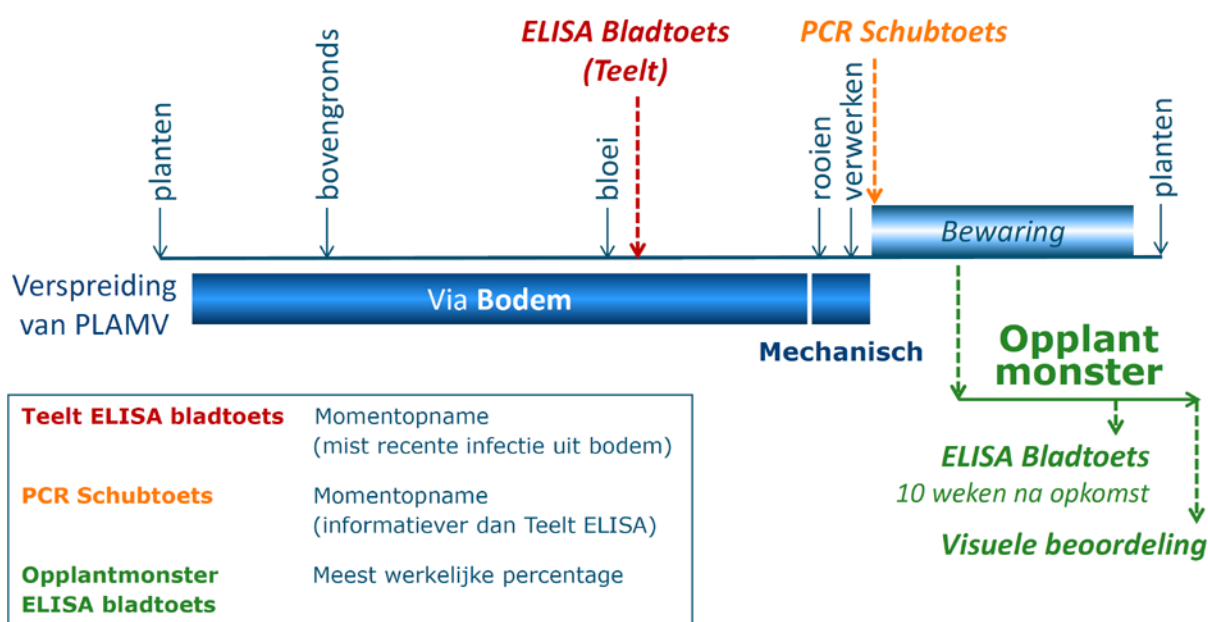 ELISA Bladtoets
(Teelt)
PCR Schubtoets
planten
bovengronds
bloei
rooien
verwerken
planten
Bewaring
Verspreiding
van PLAMV
Via Bodem
Mechanisch
Opplant
monster
ELISA Bladtoets
10 weken na opkomst
Visuele beoordeling
Teelt ELISA bladtoets Momentopname
(mist recente infectie uit bodem)
PCR Schubtoets Momentopname
(informatiever dan Teelt ELISA)
Opplantmonster Meest werkelijke percentage
ELISA bladtoets